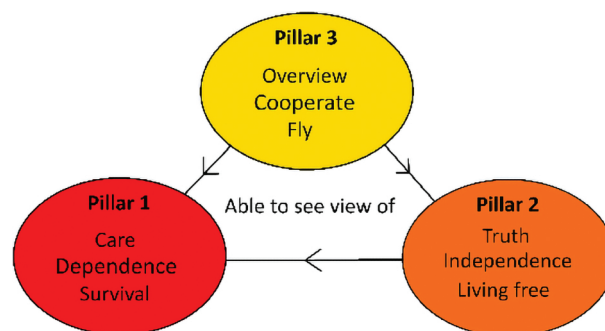 Pillar 3
Overview
Cooperate
Fly
Pillar 1
Care
Dependence
Survival
Able to see view of
Pillar 2
Truth
Independence
Living free